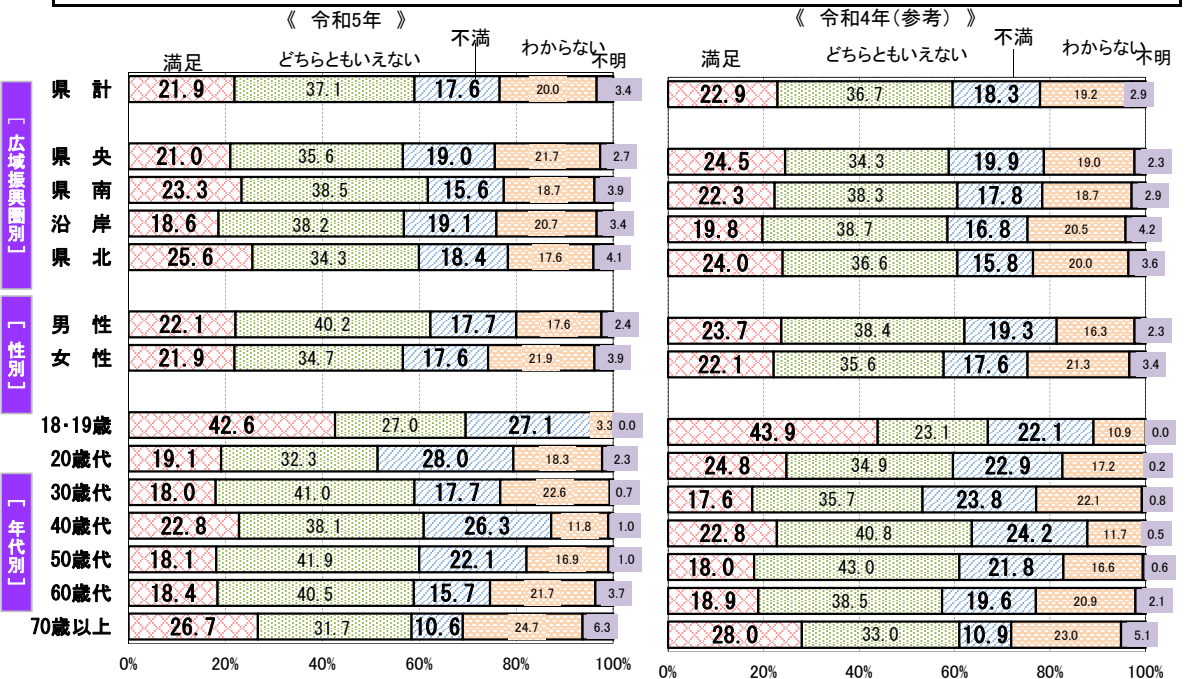 《 令和5年 》
《 令和4年(参考) 》
満足 どちらともいえない 不満 わからない 不明
満足 どちらともいえない 不満 わからない 不明
県 計 21.9 37.1 17.6 20.0 3.4 22.9 36.7 18.3 19.2 2.9
[広域振興圏別]
県 央 21.0 35.6 19.0 21.7 2.7 24.5 34.3 19.9 19.0 2.3
県 南 23.3 38.5 15.6 18.7 3.9 22.3 38.3 17.8 18.7 2.9
沿 岸 18.6 38.2 19.1 20.7 3.4 19.8 38.7 16.8 20.5 4.2
県 北 25.6 34.3 18.4 17.6 4.1 24.0 36.6 15.8 20.0 3.6
[性別]
男 性 22.1 40.2 17.7 17.6 2.4 23.7 38.4 19.3 16.3 2.3
女 性 21.9 34.7 17.6 21.9 3.9 22.1 35.6 17.6 21.3 3.4
[年代別]
18・19歳 42.6 27.0 27.1 3.3 0.0 43.9 23.1 22.1 10.9 0.0
20歳代 19.1 32.3 28.0 18.3 2.3 24.8 34.9 22.9 17.2 0.2
30歳代 18.0 41.0 17.7 22.6 0.7 17.6 35.7 23.8 22.1 0.8
40歳代 22.8 38.1 26.3 11.8 1.0 22.8 40.8 24.2 11.7 0.5
50歳代 18.1 41.9 22.1 16.9 1.0 18.0 43.0 21.8 16.6 0.6
60歳代 18.4 40.5 15.7 21.7 3.7 18.9 38.5 19.6 20.9 2.1
70歳以上 26.7 31.7 10.6 24.7 6.3 28.0 33.0 10.9 23.0 5.1
0% 20% 40% 60% 80% 100%
0% 20% 40% 60% 80% 100%